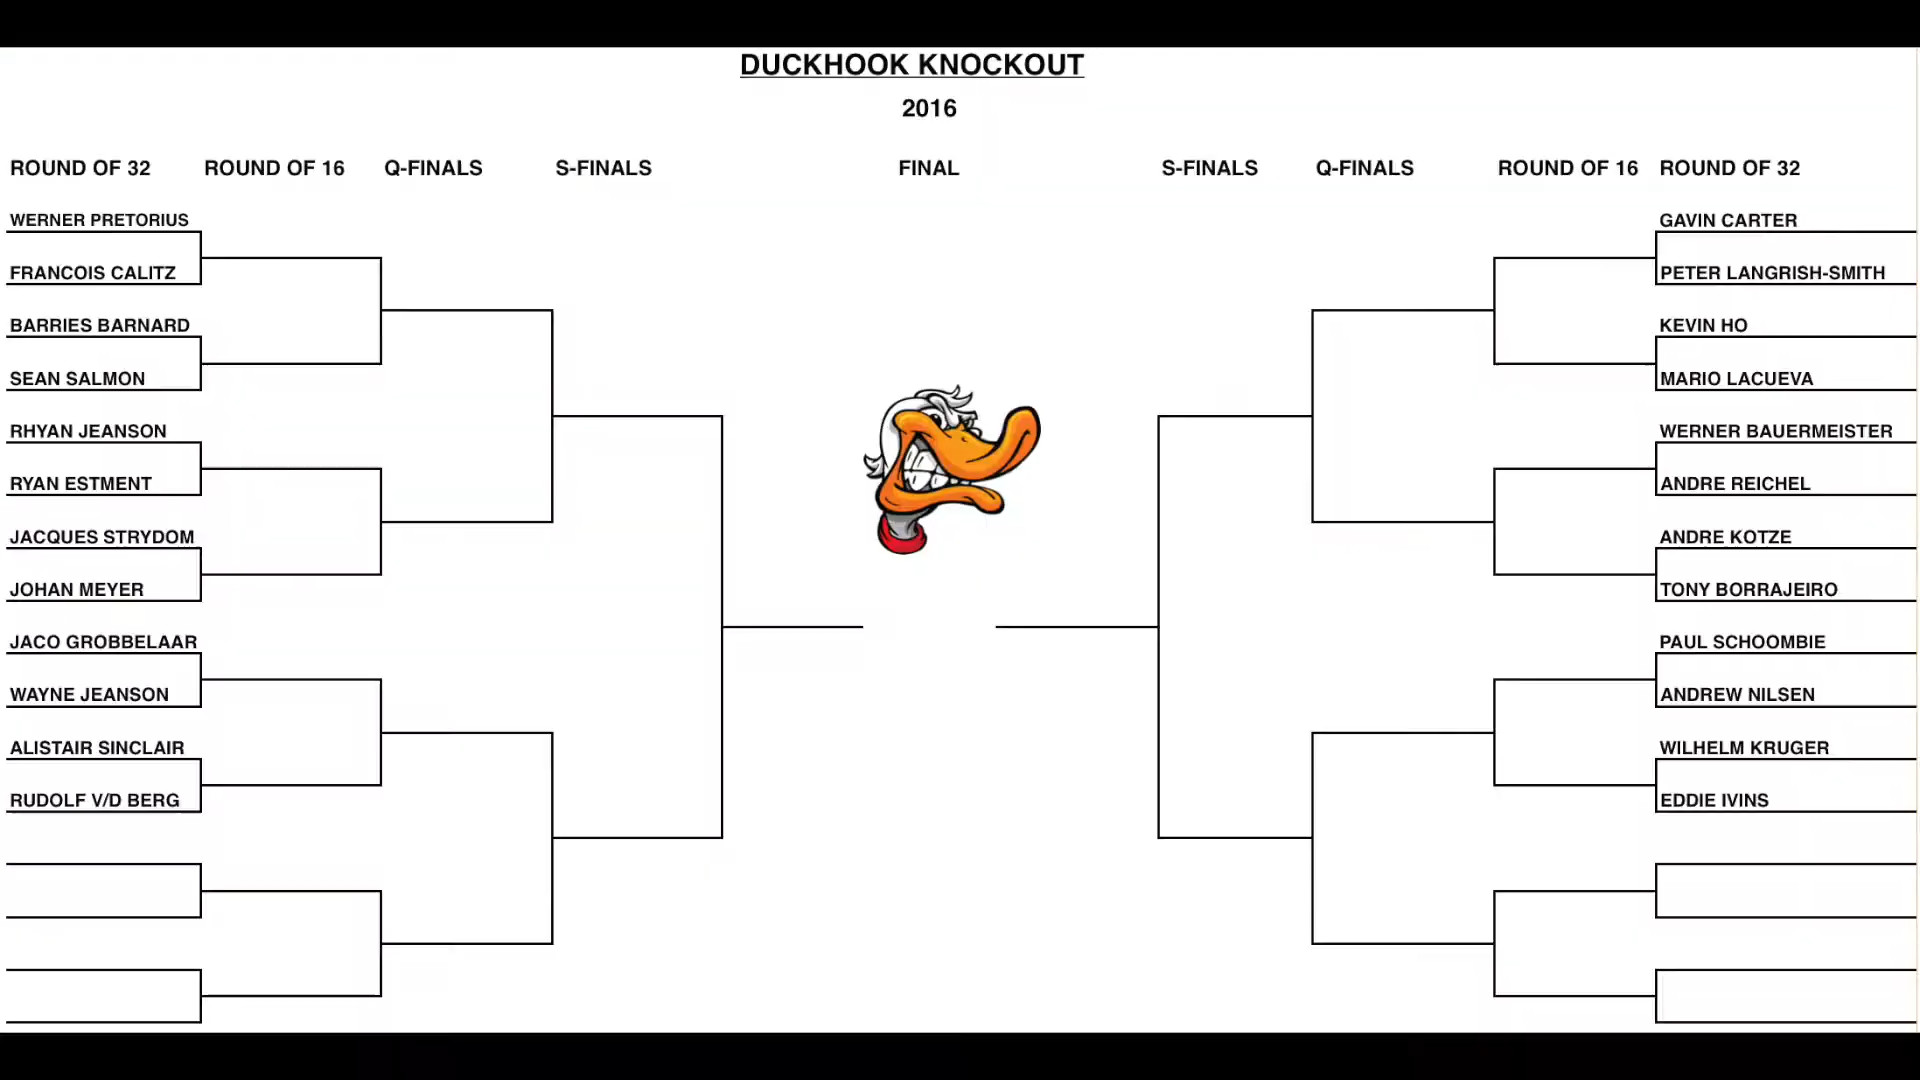 DUCKHOOK KNOCKOUT
2016
ROUND OF 32 ROUND OF 16 Q-FINALS S-FINALS FINAL S-FINALS Q-FINALS ROUND OF 16 ROUND OF 32
WERNER PRETORIUS GAVIN CARTER
FRANCOIS CALITZ PETER LANGRISH-SMITH
BARRIES BARNARD KEVIN HO
SEAN SALMON MARIO LACUEVA
RHYAN JEANSON WERNER BAUERMEISTER
RYAN ESTMENT ANDRE REICHEL
JACQUES STRYDOM ANDRE KOTZE
JOHAN MEYER TONY BORRAJEIRO
JACO GROBBELAAR PAUL SCHOOMBIE
WAYNE JEANSON ANDREW NILSEN
ALISTAIR SINCLAIR WILHELM KRUGER
RUDOLF V/D BERG EDDIE IVINS